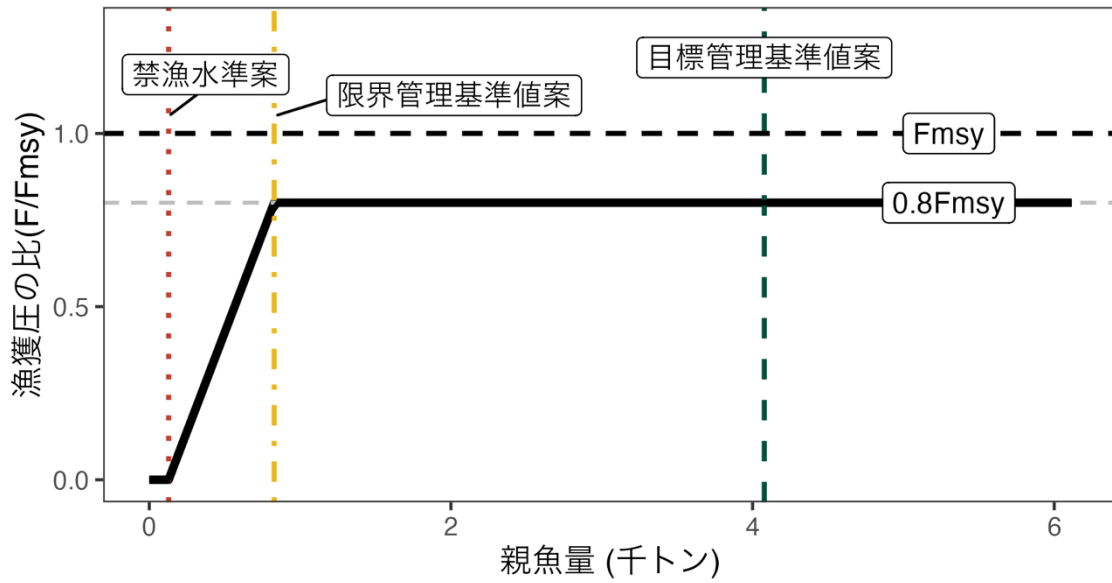 禁漁水準案
限界管理基準値案
目標管理基準値案
Fmsy
0.8Fmsy
漁獲圧の比(F/Fmsy)
1.0
0.5
0.0
0
2
4
6
親魚量 (千トン)